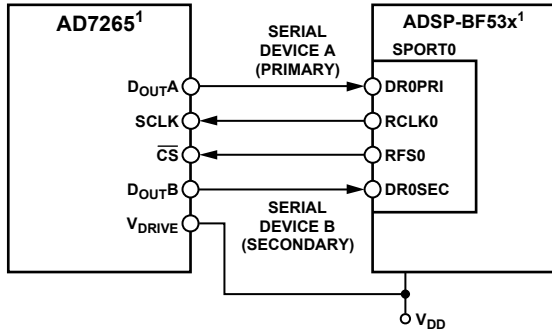 AD7265¹
ADSP-BF53x¹
SERIAL
DEVICE A
(PRIMARY)
SPORT0
DOUTA
DR0PRI
SCLK
RCLK0
CS
RFS0
DOUTB
DR0SEC
VDRIVE
SERIAL
DEVICE B
(SECONDARY)
VDD